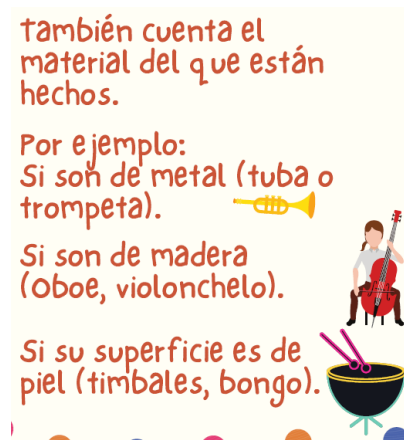 También cuenta el
material del que están
hechos.
Por ejemplo:
Si son de metal (tuba o
trompeta).
Si son de madera
(Oboe, violonchelo).
Si su superficie es de
piel (timbales, bongo).